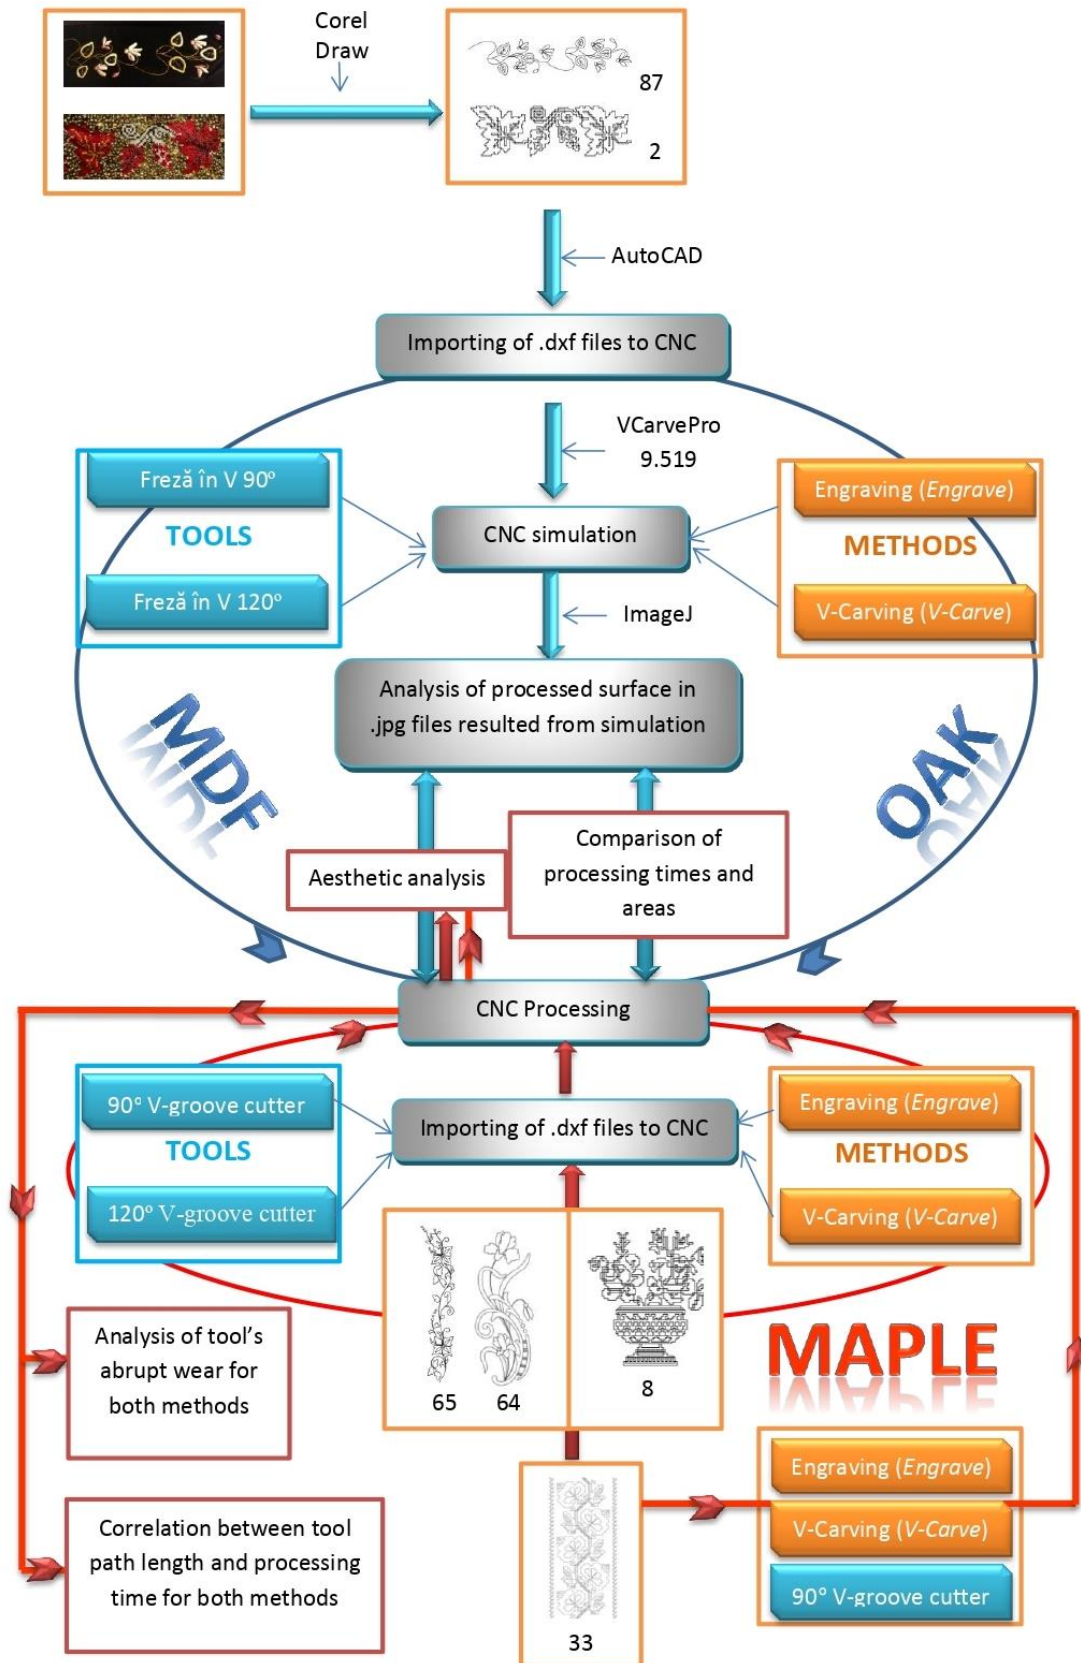 Corel
Draw
87
2
AutoCAD
Importing of .dxf files to CNC
VCarvePro
9.519
Freză în V 90º
TOOLS
Freză în V 120º
CNC simulation
Engraving (Engrave)
METHODS
V-Carving (V-Carve)
ImageJ
Analysis of processed surface in
.jpg files resulted from simulation
MDF
OAK
Aesthetic analysis
Comparison of
processing times and
areas
CNC Processing
90º V-groove cutter
TOOLS
120º V-groove cutter
Importing of .dxf files to CNC
Engraving (Engrave)
METHODS
V-Carving (V-Carve)
65
64
8
MAPLE
Analysis of tool’s
abrupt wear for
both methods
Correlation between tool
path length and processing
time for both methods
33
Engraving (Engrave)
V-Carving (V-Carve)
90° V-groove cutter